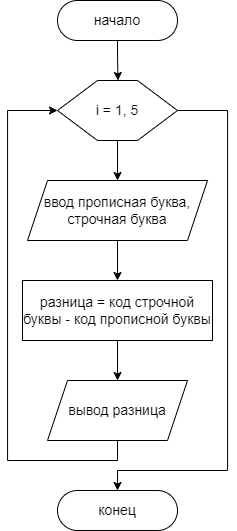 начало
i = 1, 5
ввод прописная буква,
строчная буква
разница = код строчной
буквы - код прописной буквы
вывод разница
конец